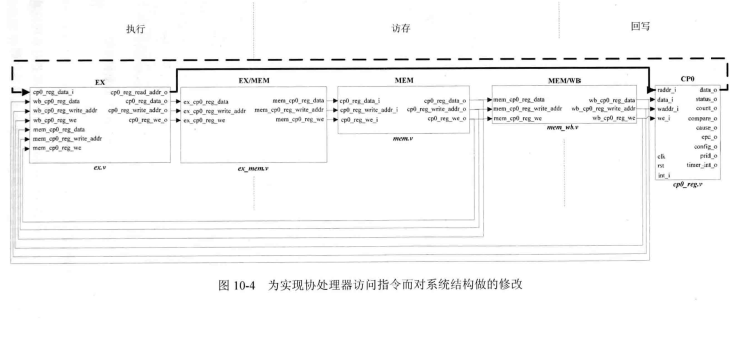 执行 访存 回写
EX EX/MEM MEM MEM/WB CP0
cp0_reg_data_i cp0_reg_read_addr_o
wb_cp0_reg_data cp0_reg_data_o
wb_cp0_reg_write_addr cp0_reg_write_addr_o
wb_cp0_reg_we cp0_reg_we_o
mem_cp0_reg_data
mem_cp0_reg_write_addr
mem_cp0_reg_we
ex.v
ex_cp0_reg_data mem_cp0_reg_data
ex_cp0_reg_write_addr mem_cp0_reg_write_addr
ex_cp0_reg_we mem_cp0_reg_we
ex_mem.v
cp0_reg_data_i cp0_reg_data_o
cp0_reg_write_addr_i cp0_reg_write_addr_o
cp0_reg_we_i cp0_reg_we_o
mem.v
mem_cp0_reg_data wb_cp0_reg_data
mem_cp0_reg_write_addr wb_cp0_reg_write_addr
mem_cp0_reg_we wb_cp0_reg_we
mem_wb.v
raddr_i data_o
data_i status_o
waddr_i count_o
we_i compare_o
cause_o
epc_o
config_o
clk prid_o
rst timer_int_o
int_i
cp0_reg.v
图 10-4 为实现协处理器访问指令而对系统结构做的修改